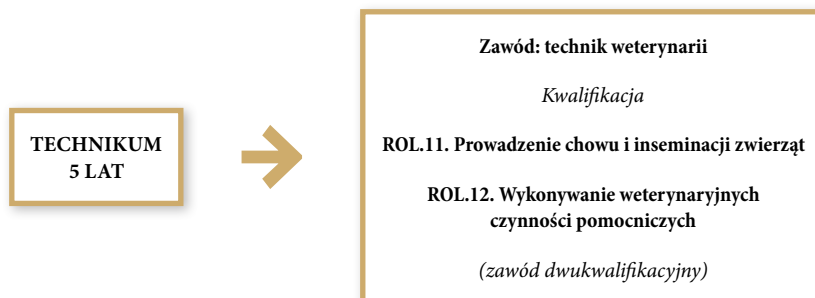 TECHNIKUM
5 LAT
Zawód: technik weterynarii
Kwalifikacja
ROL.11. Prowadzenie chowu i inseminacji zwierząt
ROL.12. Wykonywanie weterynaryjnych
czynności pomocniczych
(zawód dwukwalifikacyjny)